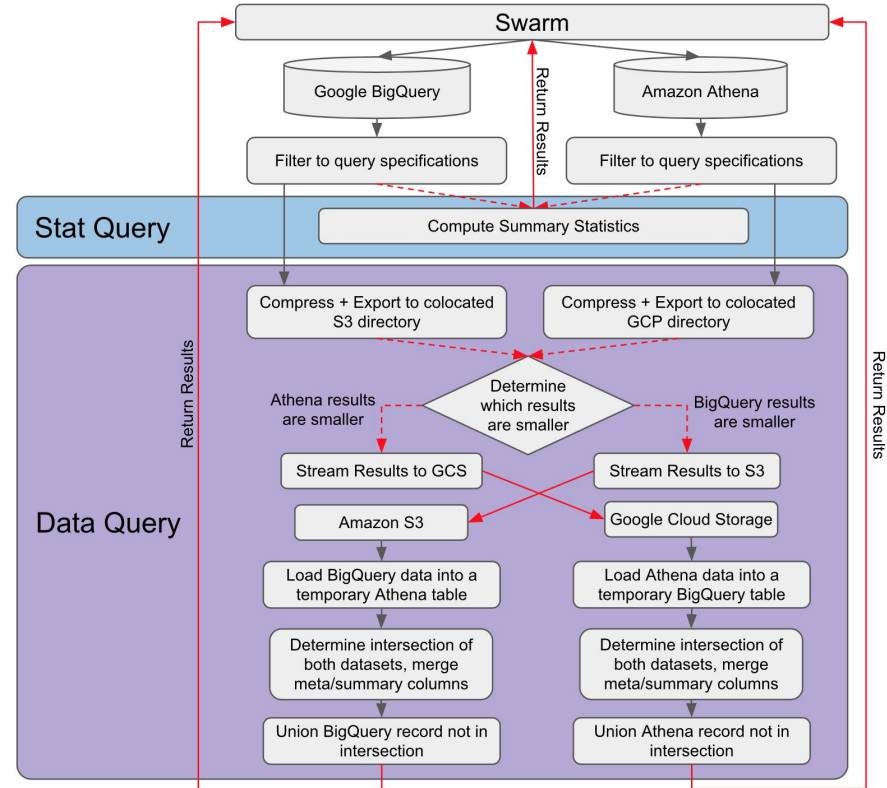 Swarm
Google BigQuery
Amazon Athena
Return Results
Filter to query specifications
Filter to query specifications
Stat Query
Compute Summary Statistics
Compress + Export to colocated
S3 directory
Compress + Export to colocated
GCP directory
Return Results
Return Results
Determine
which results
are smaller
Athena results
are smaller
BigQuery results
are smaller
Stream Results to GCS
Stream Results to S3
Data Query
Amazon S3
Google Cloud Storage
Load BigQuery data into a
temporary Athena table
Load Athena data into a
temporary BigQuery table
Determine intersection of
both datasets, merge
meta/summary columns
Determine intersection of
both datasets, merge
meta/summary columns
Union BigQuery record not in
intersection
Union Athena record not in
intersection